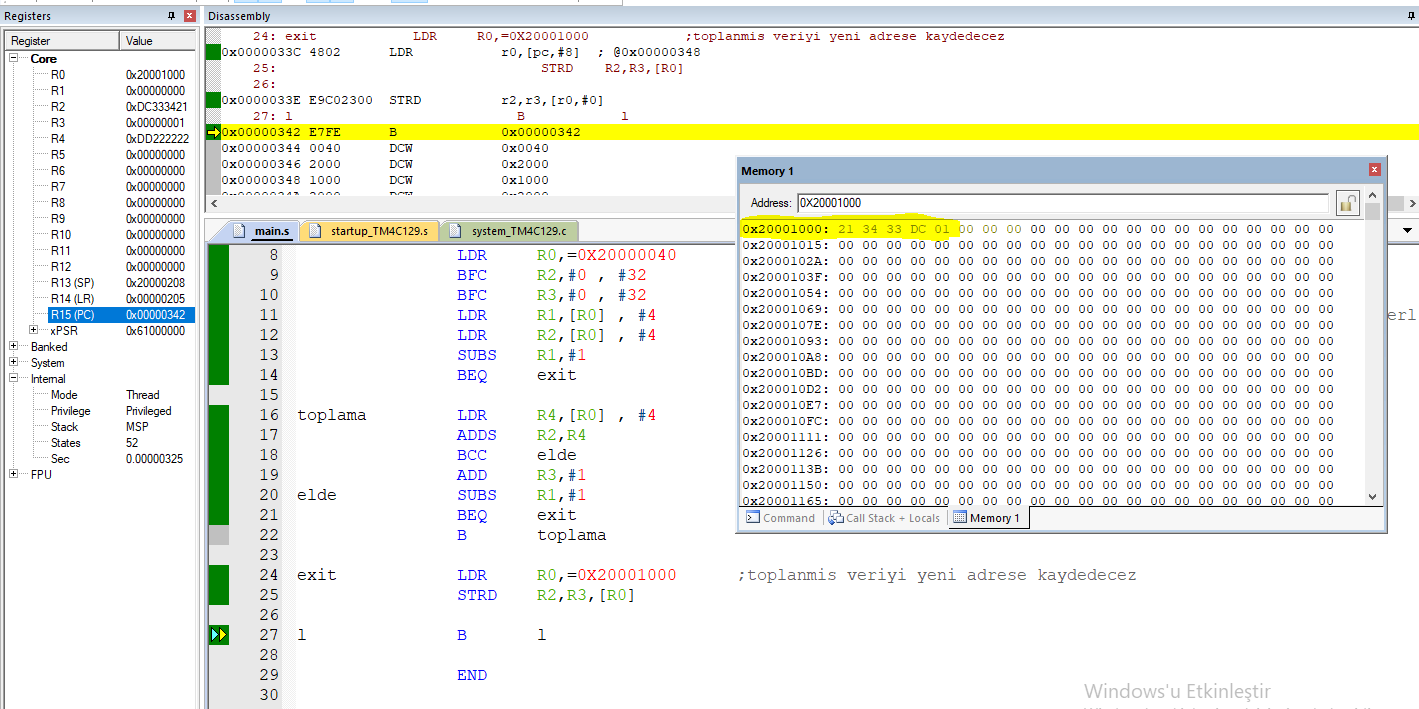 Registers
Register Value
Core
R0 0x20001000
R1 0x00000000
R2 0xDC333421
R3 0x00000001
R4 0xDD222222
R5 0x00000000
R6 0x00000000
R7 0x00000000
R8 0x00000000
R9 0x00000000
R10 0x00000000
R11 0x00000000
R12 0x00000000
R13 (SP) 0x20000208
R14 (LR) 0x00000205
R15 (PC) 0x00000342
xPSR 0x61000000
Banked
System
Internal
Mode Thread
Privilege Privileged
Stack MSP
States 52
Sec 0.00000325
FPU
Disassembly
24: exit LDR R0,=0X20001000 ;toplanmis veriyi yeni adrese kaydedecez
0x0000033C 4802 LDR r0,[pc,#8] ; @0x00000348
25: STRD R2,R3,[R0]
26:
0x0000033E E9C02300 STRD r2,r3,[r0,#0]
27: l B l
0x00000342 E7FE B 0x00000342
0x00000344 0040 DCW 0x0040
0x00000346 2000 DCW 0x2000
0x00000348 1000 DCW 0x1000
main.s startup_TM4C129.s system_TM4C129.c
8 LDR R0,=0X20000040
9 BFC R2,#0 , #32
10 BFC R3,#0 , #32
11 LDR R1,[R0] , #4
12 LDR R2,[R0] , #4
13 SUBS R1,#1
14 BEQ exit
15
16 toplama LDR R4,[R0] , #4
17 ADDS R2,R4
18 BCC elde
19 ADD R3,#1
20 elde SUBS R1,#1
21 BEQ exit
22 B toplama
23
24 exit LDR R0,=0X20001000 ;toplanmis veriyi yeni adrese kaydedecez
25 STRD R2,R3,[R0]
26
27 l B l
28
29 END
30
Memory 1
Address: 0X20001000
0x20001000: 21 34 33 DC 01 00 00 00 00 00 00 00 00 00 00 00 00 00 00 00 00
0x20001015: 00 00 00 00 00 00 00 00 00 00 00 00 00 00 00 00 00 00 00 00 00
0x2000102A: 00 00 00 00 00 00 00 00 00 00 00 00 00 00 00 00 00 00 00 00 00
0x2000103F: 00 00 00 00 00 00 00 00 00 00 00 00 00 00 00 00 00 00 00 00 00
0x20001054: 00 00 00 00 00 00 00 00 00 00 00 00 00 00 00 00 00 00 00 00 00
0x20001069: 00 00 00 00 00 00 00 00 00 00 00 00 00 00 00 00 00 00 00 00 00
0x2000107E: 00 00 00 00 00 00 00 00 00 00 00 00 00 00 00 00 00 00 00 00 00
0x20001093: 00 00 00 00 00 00 00 00 00 00 00 00 00 00 00 00 00 00 00 00 00
0x200010A8: 00 00 00 00 00 00 00 00 00 00 00 00 00 00 00 00 00 00 00 00 00
0x200010BD: 00 00 00 00 00 00 00 00 00 00 00 00 00 00 00 00 00 00 00 00 00
0x200010D2: 00 00 00 00 00 00 00 00 00 00 00 00 00 00 00 00 00 00 00 00 00
0x200010E7: 00 00 00 00 00 00 00 00 00 00 00 00 00 00 00 00 00 00 00 00 00
0x200010FC: 00 00 00 00 00 00 00 00 00 00 00 00 00 00 00 00 00 00 00 00 00
0x20001111: 00 00 00 00 00 00 00 00 00 00 00 00 00 00 00 00 00 00 00 00 00
0x20001126: 00 00 00 00 00 00 00 00 00 00 00 00 00 00 00 00 00 00 00 00 00
0x2000113B: 00 00 00 00 00 00 00 00 00 00 00 00 00 00 00 00 00 00 00 00 00
0x20001150: 00 00 00 00 00 00 00 00 00 00 00 00 00 00 00 00 00 00 00 00 00
0x20001165: 00 00 00 00 00 00 00 00 00 00 00 00 00 00 00 00 00 00 00 00 00
Command Call Stack + Locals Memory 1
erl
Windows'u Etkinleştir